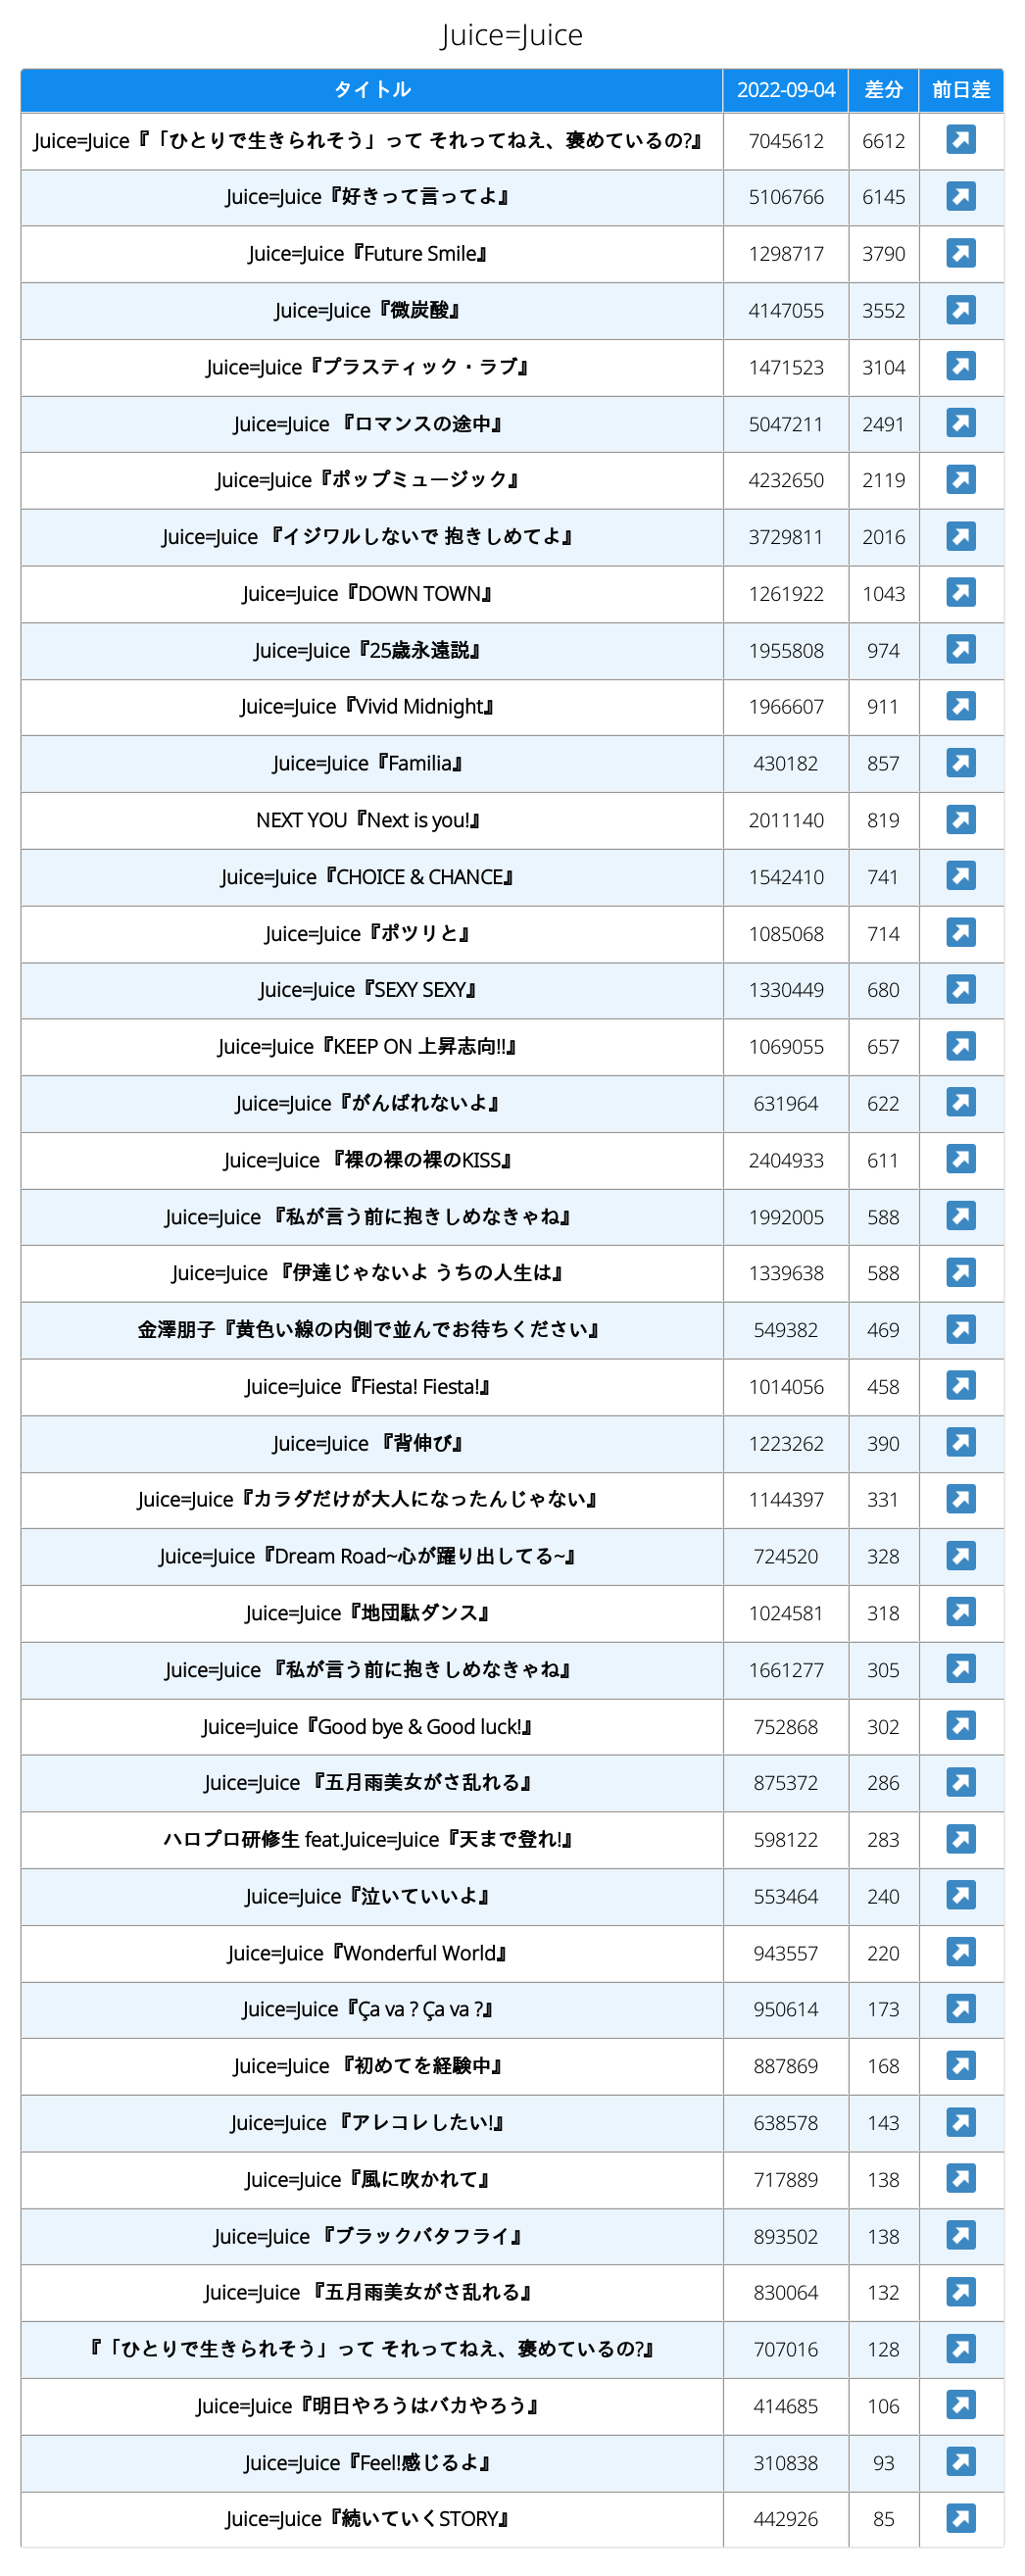 Juice=Juice
タイトル 2022-09-04 差分 前日差
Juice=Juice『「ひとりで生きられそう」って それってねえ、褒めているの?』 7045612 6612
Juice=Juice『好きって言ってよ』 5106766 6145
Juice=Juice『Future Smile』 1298717 3790
Juice=Juice『微炭酸』 4147055 3552
Juice=Juice『プラスティック・ラブ』 1471523 3104
Juice=Juice 『ロマンスの途中』 5047211 2491
Juice=Juice『ポップミュージック』 4232650 2119
Juice=Juice 『イジワルしないで 抱きしめてよ』 3729811 2016
Juice=Juice『DOWN TOWN』 1261922 1043
Juice=Juice『25歳永遠説』 1955808 974
Juice=Juice『Vivid Midnight』 1966607 911
Juice=Juice『Familia』 430182 857
NEXT YOU『Next is you!』 2011140 819
Juice=Juice『CHOICE & CHANCE』 1542410 741
Juice=Juice『ポツリと』 1085068 714
Juice=Juice『SEXY SEXY』 1330449 680
Juice=Juice『KEEP ON 上昇志向!!』 1069055 657
Juice=Juice『がんばれないよ』 631964 622
Juice=Juice 『裸の裸の裸のKISS』 2404933 611
Juice=Juice 『私が言う前に抱きしめなきゃね』 1992005 588
Juice=Juice 『伊達じゃないよ うちの人生は』 1339638 588
金澤朋子『黄色い線の内側で並んでお待ちください』 549382 469
Juice=Juice『Fiesta! Fiesta!』 1014056 458
Juice=Juice 『背伸び』 1223262 390
Juice=Juice『カラダだけが大人になったんじゃない』 1144397 331
Juice=Juice『Dream Road~心が躍り出してる~』 724520 328
Juice=Juice『地団駄ダンス』 1024581 318
Juice=Juice 『私が言う前に抱きしめなきゃね』 1661277 305
Juice=Juice『Good bye & Good luck!』 752868 302
Juice=Juice 『五月雨美女がさ乱れる』 875372 286
ハロプロ研修生 feat.Juice=Juice『天まで登れ!』 598122 283
Juice=Juice『泣いていいよ』 553464 240
Juice=Juice『Wonderful World』 943557 220
Juice=Juice『Ça va ? Ça va ?』 950614 173
Juice=Juice 『初めてを経験中』 887869 168
Juice=Juice 『アレコレしたい!』 638578 143
Juice=Juice『風に吹かれて』 717889 138
Juice=Juice 『ブラックバタフライ』 893502 138
Juice=Juice 『五月雨美女がさ乱れる』 830064 132
『「ひとりで生きられそう」って それってねえ、褒めているの?』 707016 128
Juice=Juice『明日やろうはバカやろう』 414685 106
Juice=Juice『Feel!感じるよ』 310838 93
Juice=Juice『続いていくSTORY』 442926 85